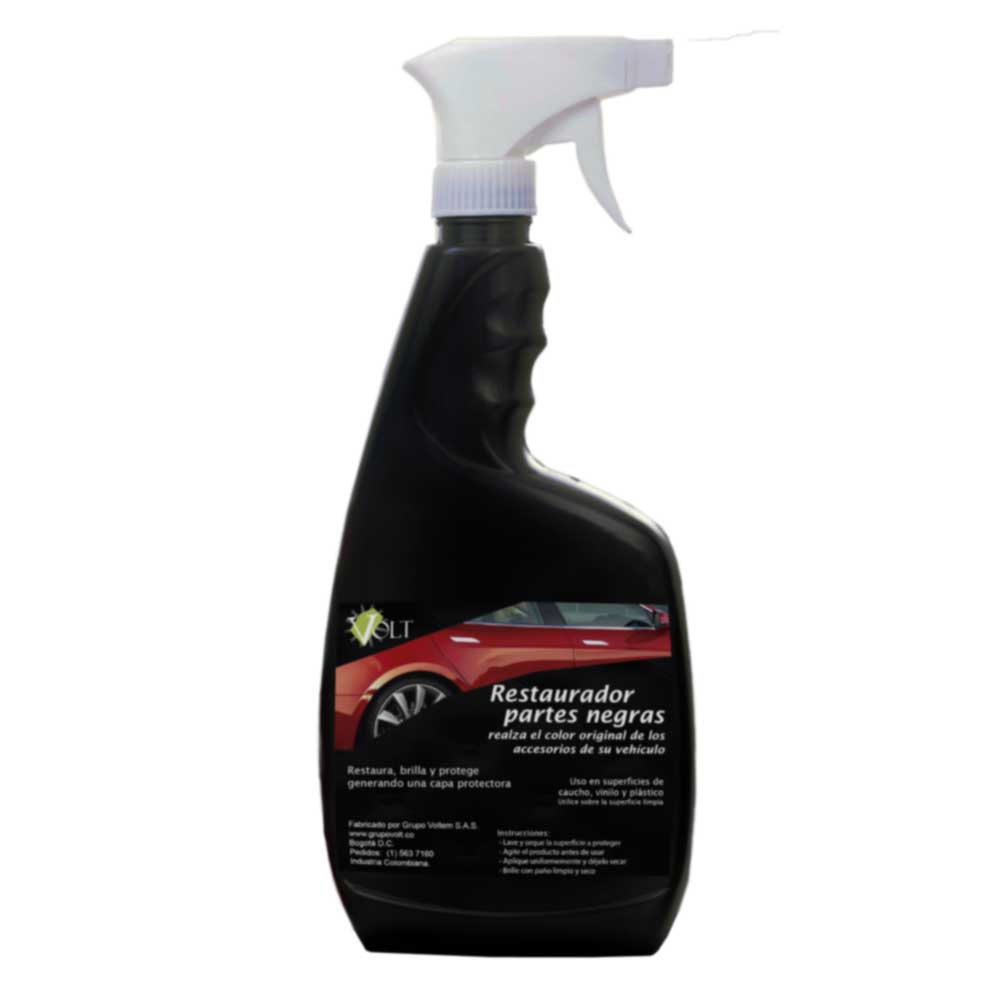 VOLT
Restaurador
partes negras
realza el color original de los
accesorios de su vehículo
Restaura, brilla y protege
generando una capa protectora
Uso en superficies de
caucho, vinilo y plástico
Utilice sobre la superficie limpia
Fabricado por Grupo Voltem S.A.S.
www.grupovolt.co
Bogotá D.C.
Pedidos: (1) 563 7160
Industria Colombiana.
Instrucciones:
- Lave y seque la superficie a proteger
- Agite el producto antes de usar
- Aplique uniformemente y déjelo secar
- Brille con paño limpio y seco